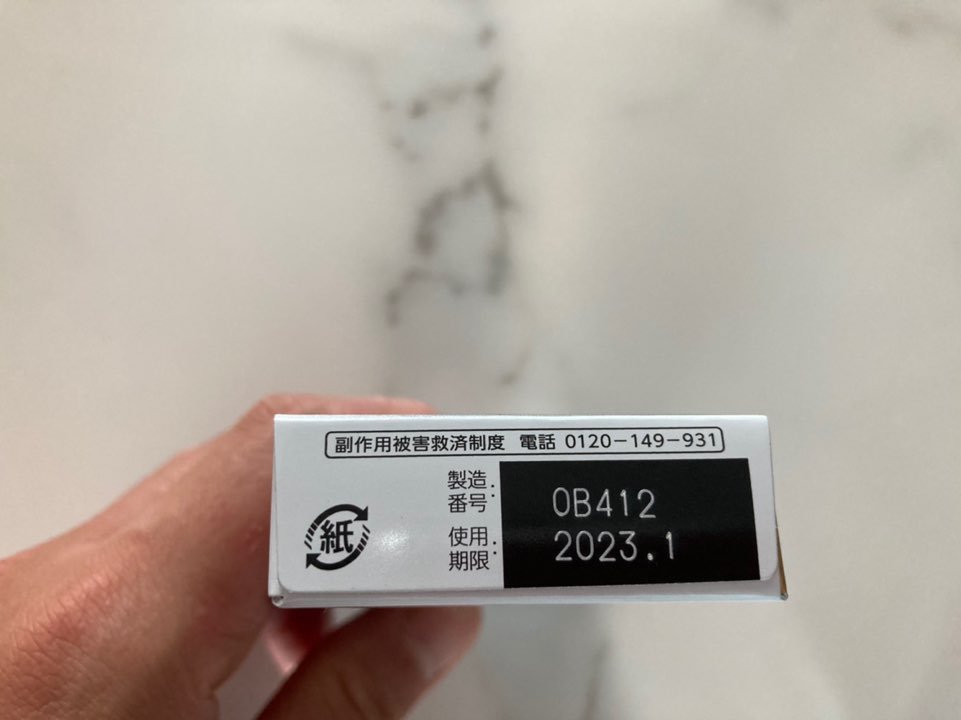 副作用被害救済制度 電話 0120-149-931
紙
製造番号: 0B412
使用期限: 2023.1